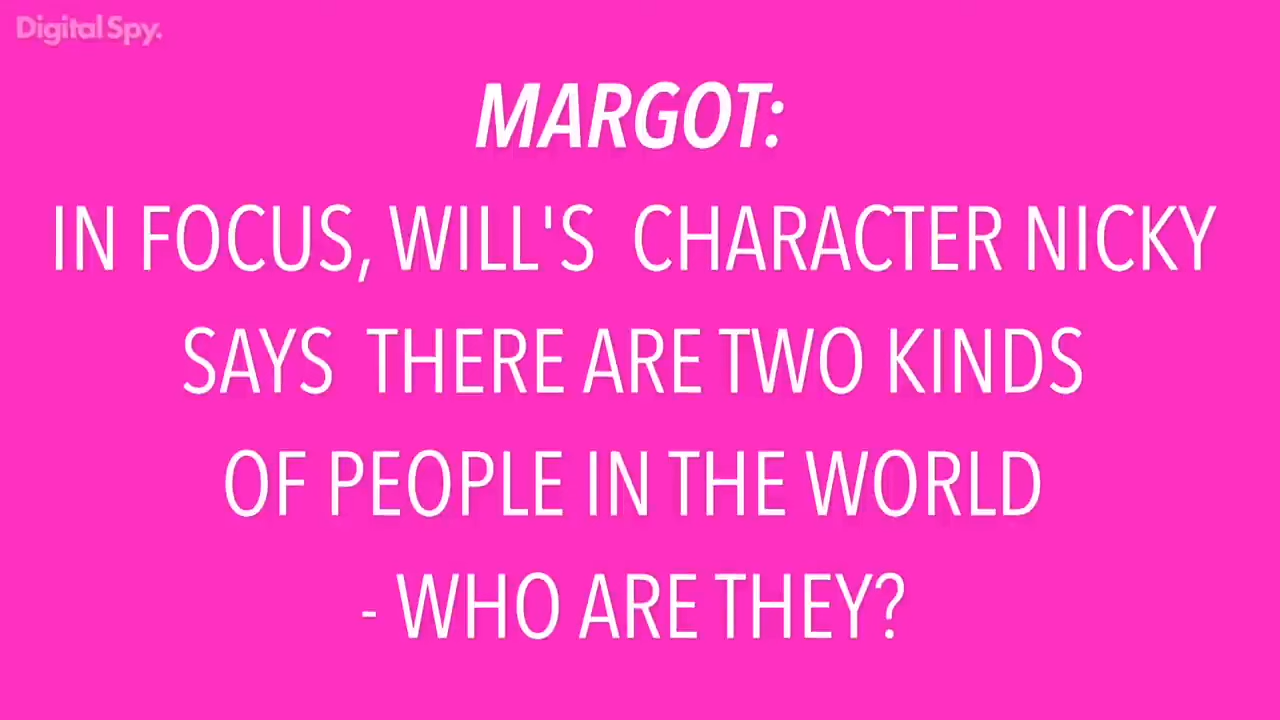 Digital Spy.
MARGOT:
IN FOCUS, WILL'S CHARACTER NICKY
SAYS THERE ARE TWO KINDS
OF PEOPLE IN THE WORLD
- WHO ARE THEY?